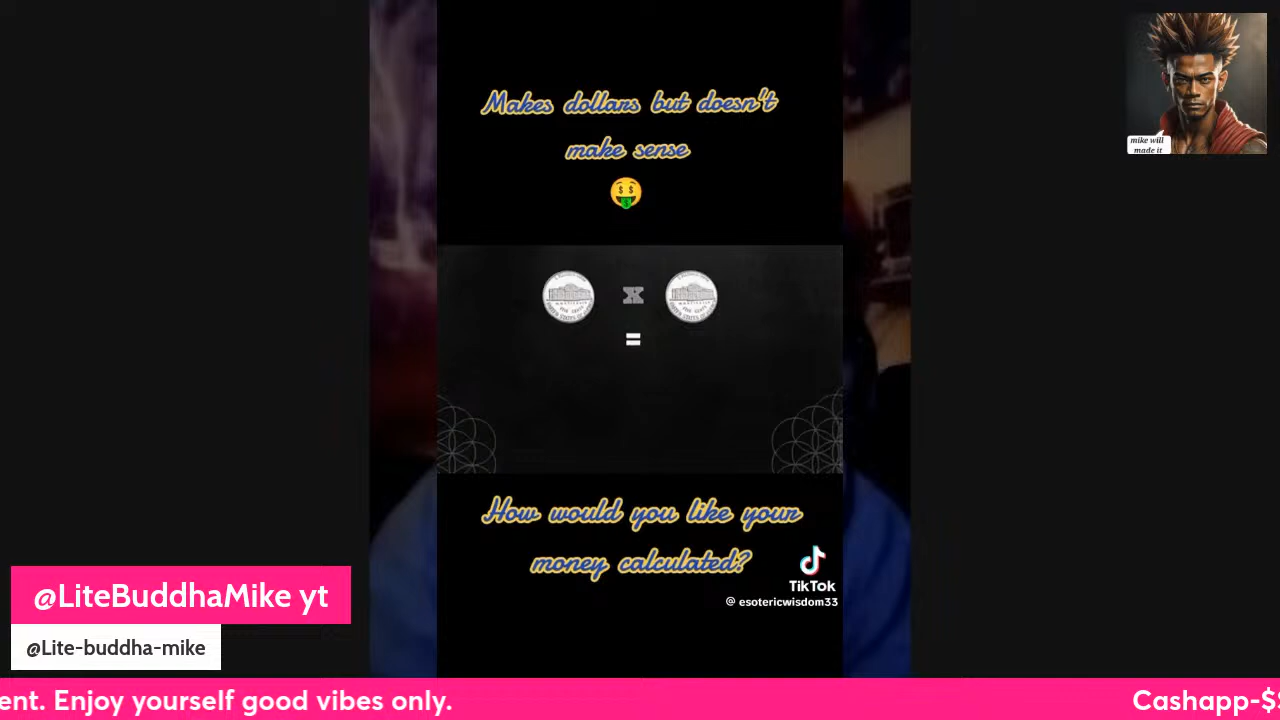 Makes dollars but doesn't
make sense
mike will
made it
x
=
How would you like your
money calculated?
TikTok
@ esotericwisdom33
@LiteBuddhaMike yt
@Lite-buddha-mike
ent. Enjoy yourself good vibes only.
Cashapp-$